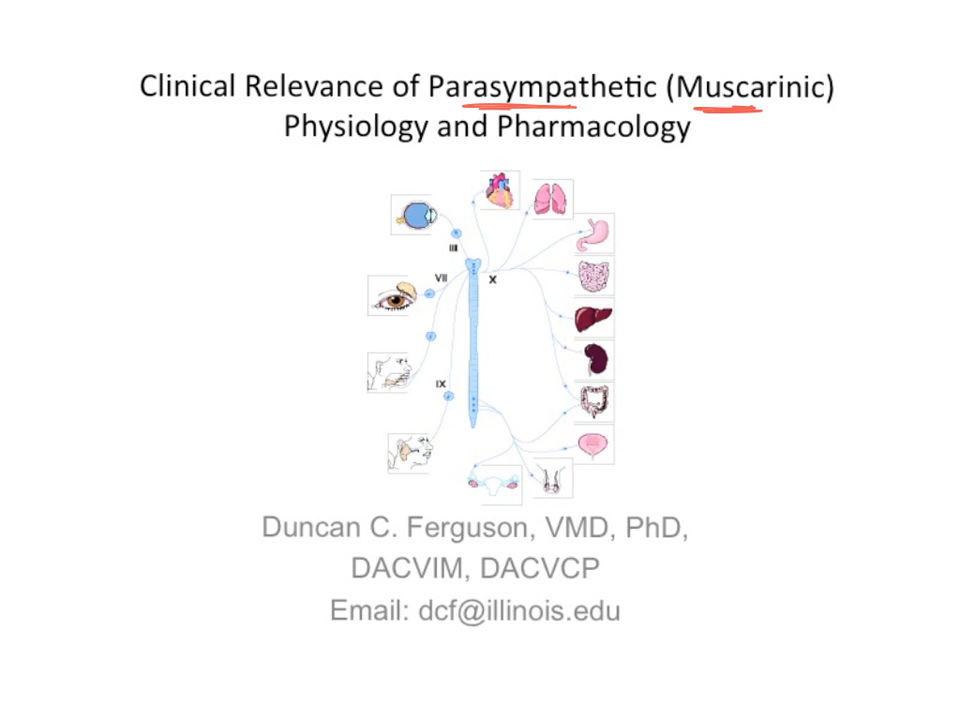 Clinical Relevance of Parasympathetic (Muscarinic)
Physiology and Pharmacology
III
VII
X
IX
Duncan C. Ferguson, VMD, PhD,
DACVIM, DACVCP
Email: dcf@illinois.edu